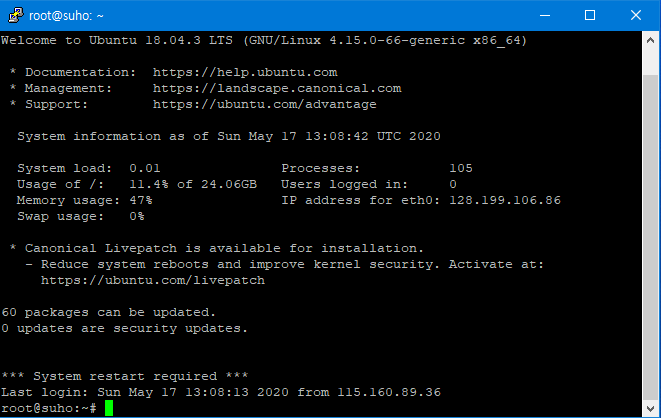 root@suho: ~
Welcome to Ubuntu 18.04.3 LTS (GNU/Linux 4.15.0-66-generic x86_64)
* Documentation:  https://help.ubuntu.com
* Management:     https://landscape.canonical.com
* Support:        https://ubuntu.com/advantage
System information as of Sun May 17 13:08:42 UTC 2020
System load:  0.01               Processes:           105
Usage of /:   11.4% of 24.06GB   Users logged in:     0
Memory usage: 47%                IP address for eth0: 128.199.106.86
Swap usage:   0%
* Canonical Livepatch is available for installation.
- Reduce system reboots and improve kernel security. Activate at:
https://ubuntu.com/livepatch
60 packages can be updated.
0 updates are security updates.
*** System restart required ***
Last login: Sun May 17 13:08:13 2020 from 115.160.89.36
root@suho:~#